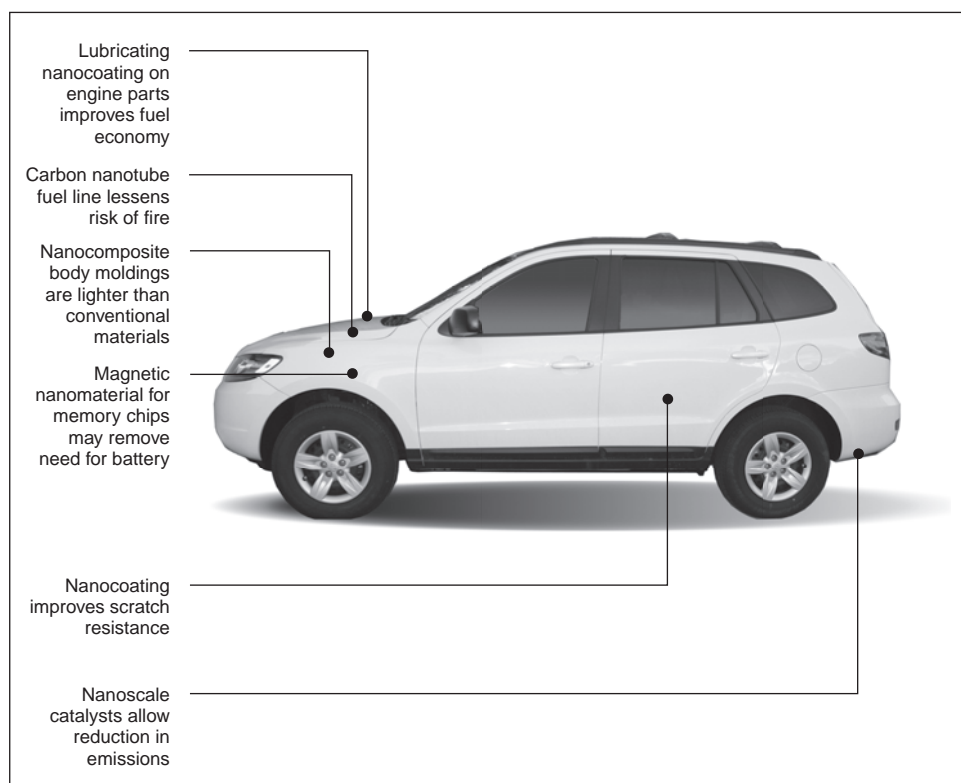 Lubricating
nanocoating on
engine parts
improves fuel
economy
Carbon nanotube
fuel line lessens
risk of fire
Nanocomposite
body moldings
are lighter than
conventional
materials
Magnetic
nanomaterial for
memory chips
may remove
need for battery
Nanocoating
improves scratch
resistance
Nanoscale
catalysts allow
reduction in
emissions